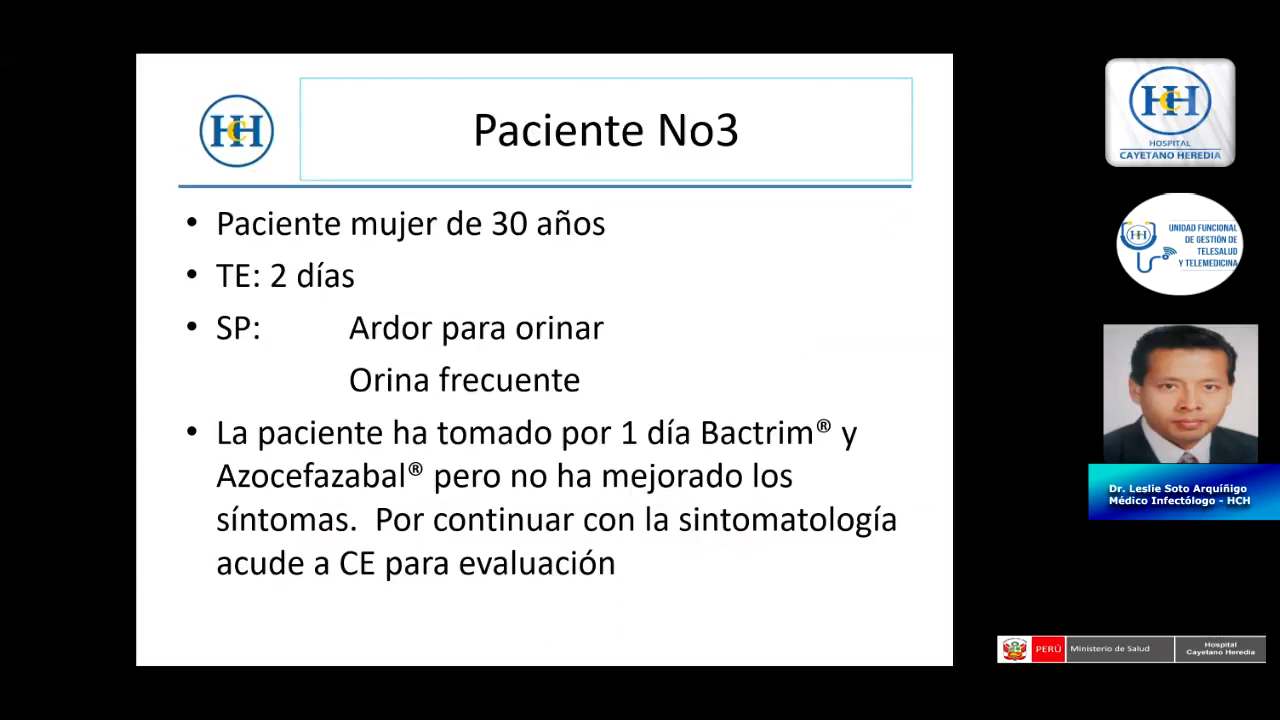 HCH
Paciente No3
• Paciente mujer de 30 años
• TE: 2 días
• SP: Ardor para orinar
Orina frecuente
• La paciente ha tomado por 1 día Bactrim® y
Azocefazabal® pero no ha mejorado los
síntomas. Por continuar con la sintomatología
acude a CE para evaluación
HCH
HOSPITAL
CAYETANO HEREDIA
HCH
UNIDAD FUNCIONAL
DE GESTIÓN DE
TELESALUD
Y TELEMEDICINA
Dr. Leslie Soto Arquíñigo
Médico Infectólogo - HCH
PERÚ
Ministerio de Salud
Hospital
Cayetano Heredia